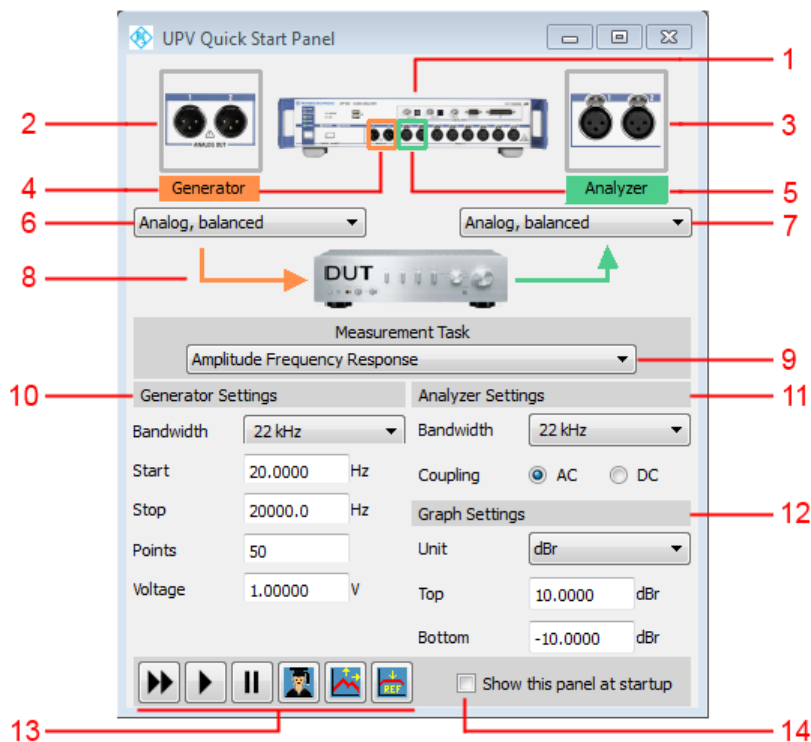 UPV Quick Start Panel
1
2
ANALOG OUT
3
4
Generator
Analyzer
5
6
Analog, balanced
Analog, balanced
7
8
DUT
Measurement Task
Amplitude Frequency Response
9
10
Generator Settings
Analyzer Settings
11
Bandwidth
22 kHz
Bandwidth
22 kHz
Start
20.0000
Hz
Coupling
AC
DC
Stop
20000.0
Hz
Graph Settings
12
Points
50
Unit
dBr
Voltage
1.00000
V
Top
10.0000
dBr
Bottom
-10.0000
dBr
REF
Show this panel at startup
13
14